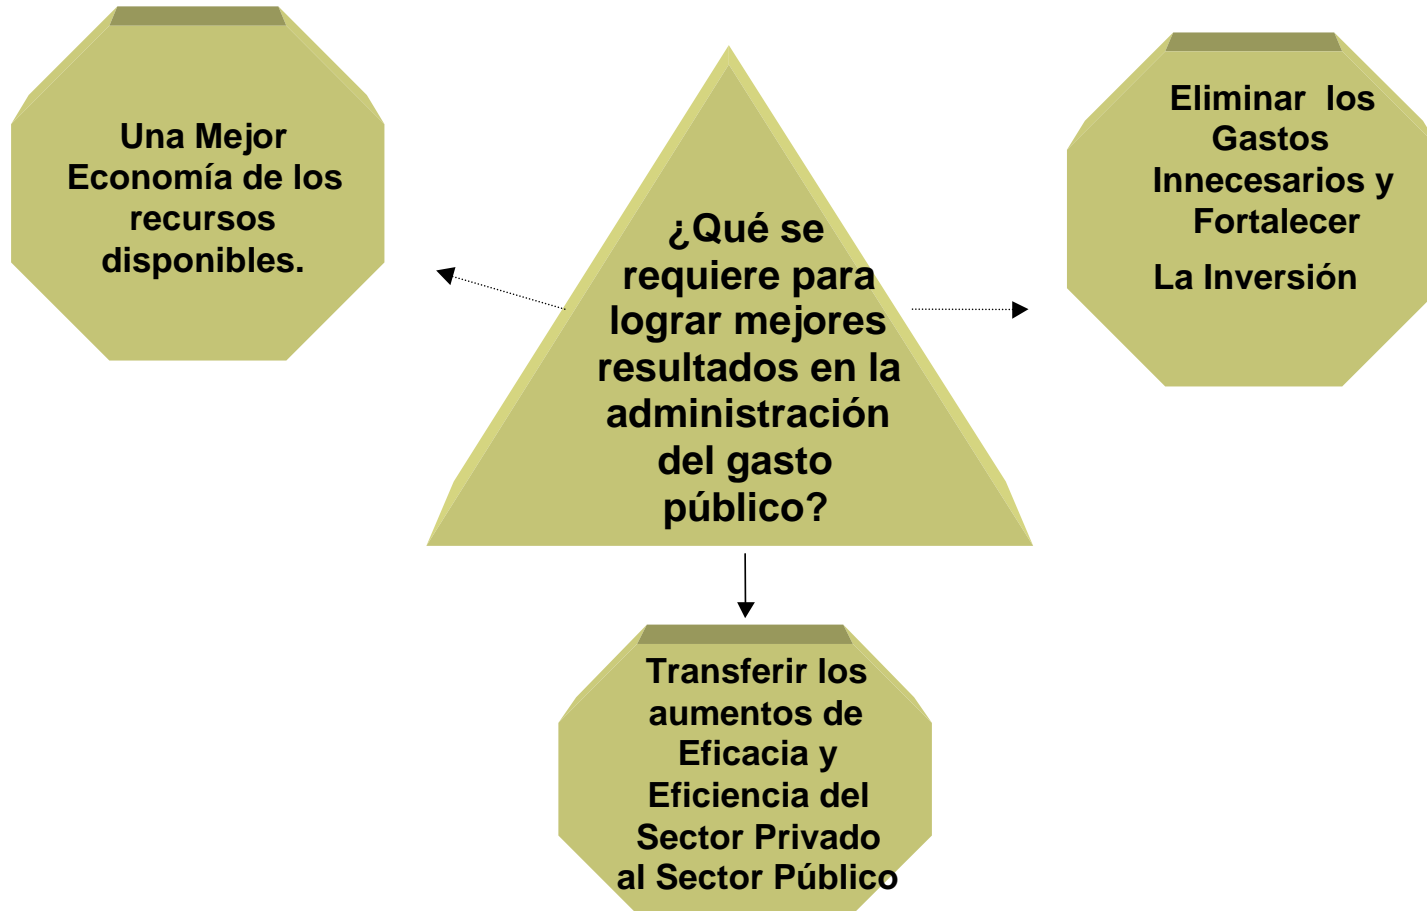 Una Mejor
Economía de los
recursos
disponibles.
¿Qué se
requiere para
lograr mejores
resultados en la
administración
del gasto
público?
Eliminar los
Gastos
Innecesarios y
Fortalecer
La Inversión
Transferir los
aumentos de
Eficacia y
Eficiencia del
Sector Privado
al Sector Público